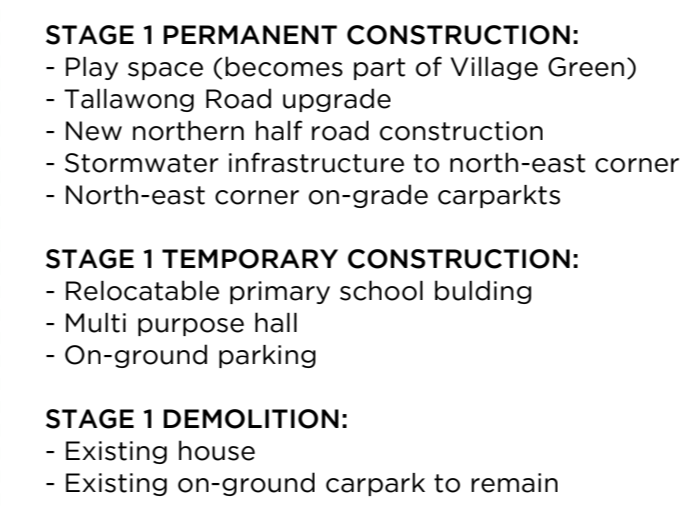 STAGE 1 PERMANENT CONSTRUCTION:
- Play space (becomes part of Village Green)
- Tallawong Road upgrade
- New northern half road construction
- Stormwater infrastructure to north-east corner
- North-east corner on-grade carparkts
STAGE 1 TEMPORARY CONSTRUCTION:
- Relocatable primary school bulding
- Multi purpose hall
- On-ground parking
STAGE 1 DEMOLITION:
- Existing house
- Existing on-ground carpark to remain